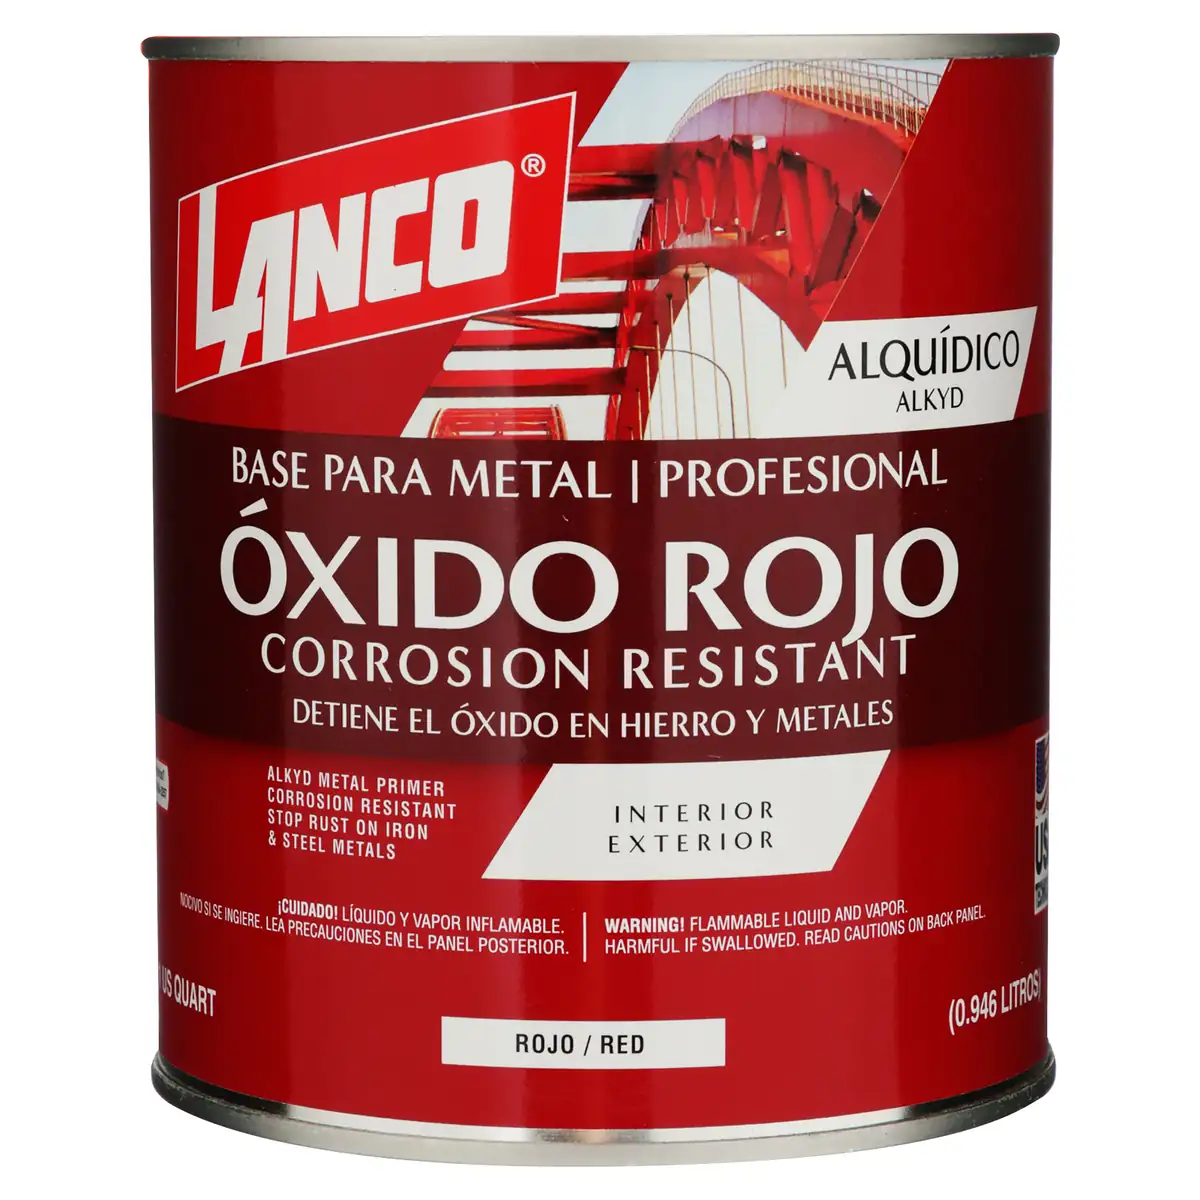 LANCO®
ALQUÍDICO
ALKYD
BASE PARA METAL | PROFESIONAL
ÓXIDO ROJO
CORROSION RESISTANT
DETIENE EL ÓXIDO EN HIERRO Y METALES
ALKYD METAL PRIMER
CORROSION RESISTANT
STOP RUST ON IRON
& STEEL METALS
INTERIOR
EXTERIOR
¡CUIDADO! LÍQUIDO Y VAPOR INFLAMABLE.
NOCIVO SI SE INGIERE. LEA PRECAUCIONES EN EL PANEL POSTERIOR.
WARNING! FLAMMABLE LIQUID AND VAPOR.
HARMFUL IF SWALLOWED. READ CAUTIONS ON BACK PANEL.
US QUART
(0.946 LITROS)
ROJO / RED